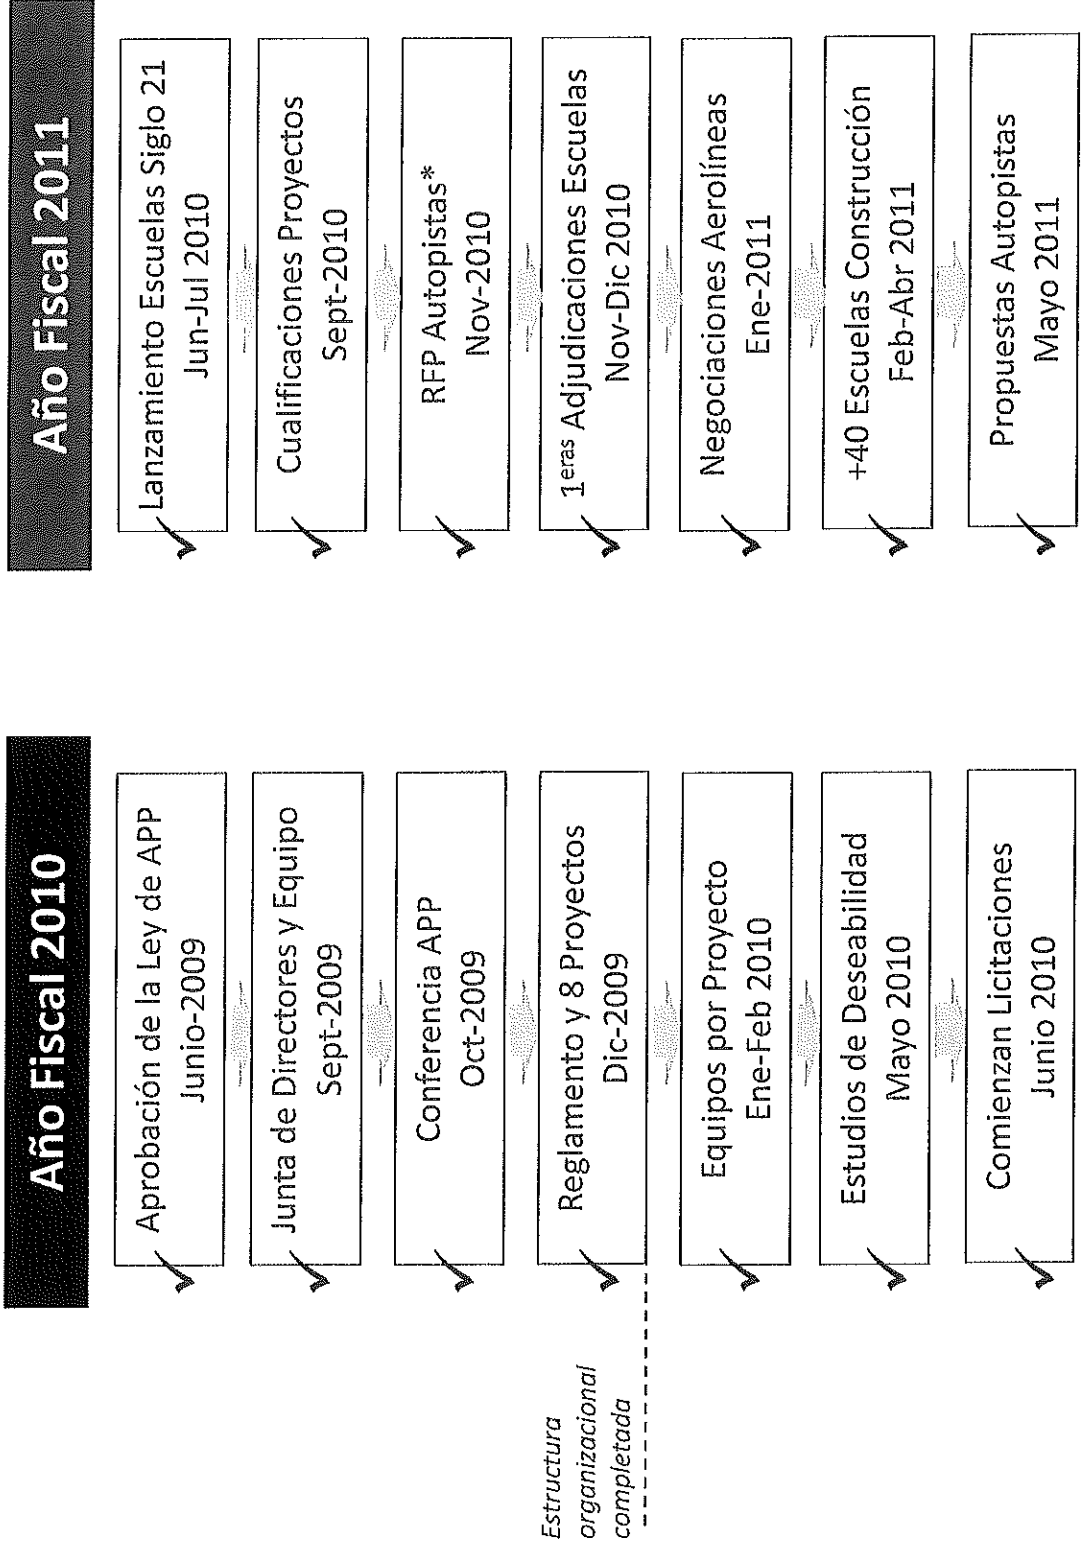 Año Fiscal 2010
Aprobación de la Ley de APP
Junio-2009
Junta de Directores y Equipo
Sept-2009
Conferencia APP
Oct-2009
Reglamento y 8 Proyectos
Dic-2009
Estructura
organizacional
completada
Equipos por Proyecto
Ene-Feb 2010
Estudios de Deseabilidad
Mayo 2010
Comienzan Licitaciones
Junio 2010
Año Fiscal 2011
Lanzamiento Escuelas Siglo 21
Jun-Jul 2010
Cualificaciones Proyectos
Sept-2010
RFP Autopistas*
Nov-2010
1eras Adjudicaciones Escuelas
Nov-Dic 2010
Negociaciones Aerolíneas
Ene-2011
+40 Escuelas Construcción
Feb-Abr 2011
Propuestas Autopistas
Mayo 2011